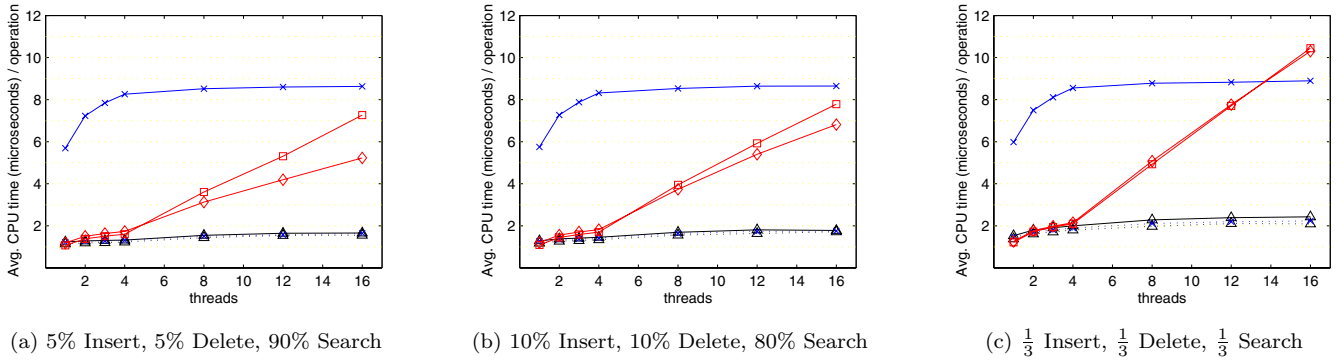 12
10
8
6
4
2
Avg. CPU time (microseconds) / operation
2 4 6 8 10 12 14 16
threads
(a) 5% Insert, 5% Delete, 90% Search
12
10
8
6
4
2
Avg. CPU time (microseconds) / operation
2 4 6 8 10 12 14 16
threads
(b) 10% Insert, 10% Delete, 80% Search
12
10
8
6
4
2
Avg. CPU time (microseconds) / operation
2 4 6 8 10 12 14 16
threads
(c) 1/3 Insert, 1/3 Delete, 1/3 Search